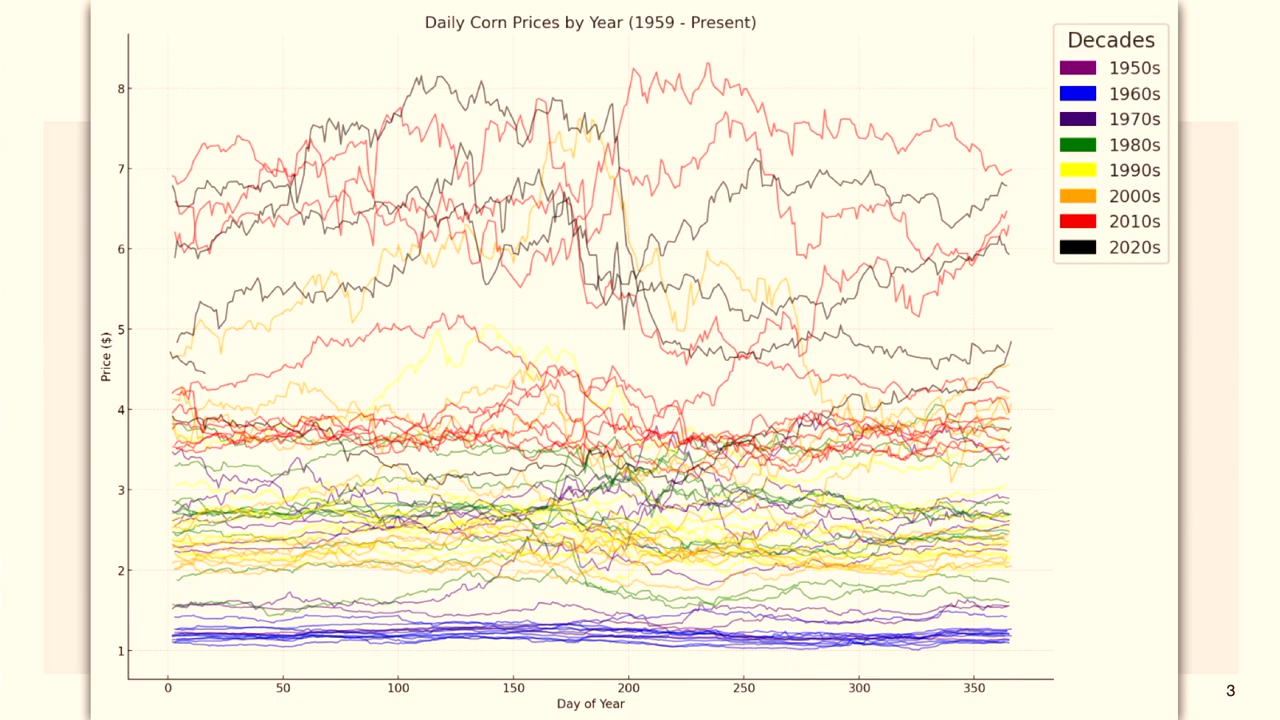 Daily Corn Prices by Year (1959 - Present)
Decades
1950s
1960s
1970s
1980s
1990s
2000s
2010s
2020s
8
7
6
5
4
3
2
1
Price ($)
0 50 100 150 200 250 300 350
Day of Year
3